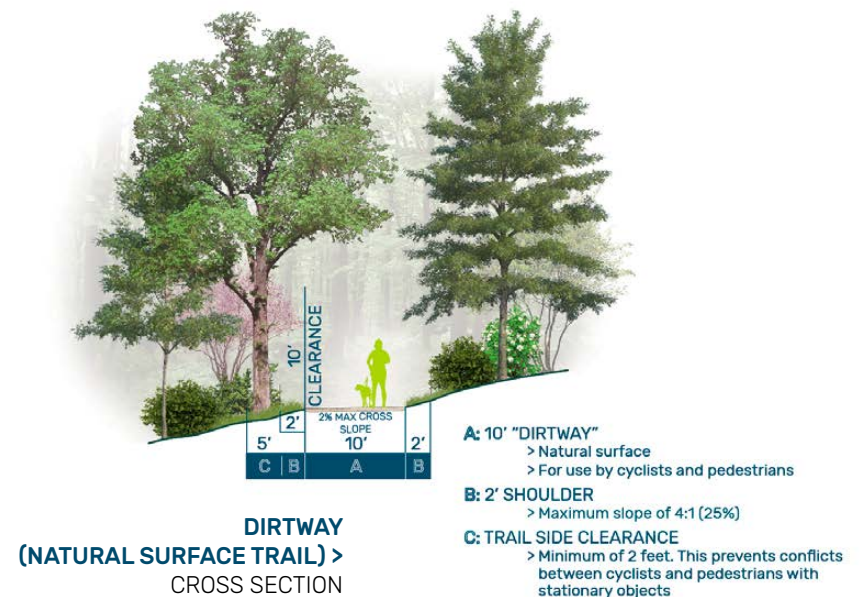 10' CLEARANCE
2'
2% MAX CROSS
SLOPE
5'
10'
2'
C | B
A
B
A: 10' "DIRTWAY"
> Natural surface
> For use by cyclists and pedestrians
B: 2' SHOULDER
> Maximum slope of 4:1 (25%)
C: TRAIL SIDE CLEARANCE
> Minimum of 2 feet. This prevents conflicts
between cyclists and pedestrians with
stationary objects
DIRTWAY
(NATURAL SURFACE TRAIL) >
CROSS SECTION